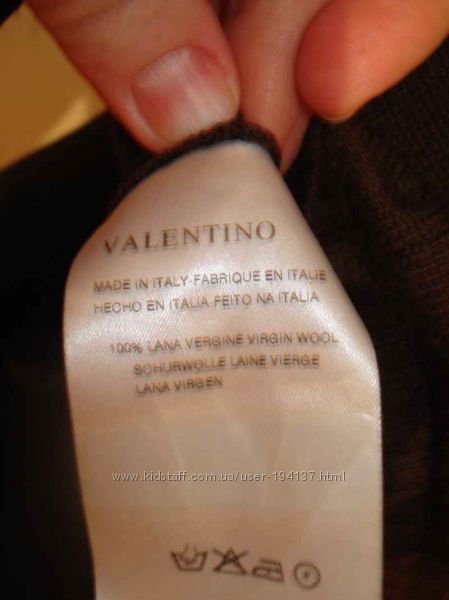 VALENTINO
MADE IN ITALY-FABRIQUE EN ITALIE
HECHO EN ITALIA-FEITO NA ITALIA
100% LANA VERGINE VIRGIN WOOL
SCHURWOLLE LAINE VIERGE
LANA VIRGEN
www.kidstaff.com.ua/user-194137.html